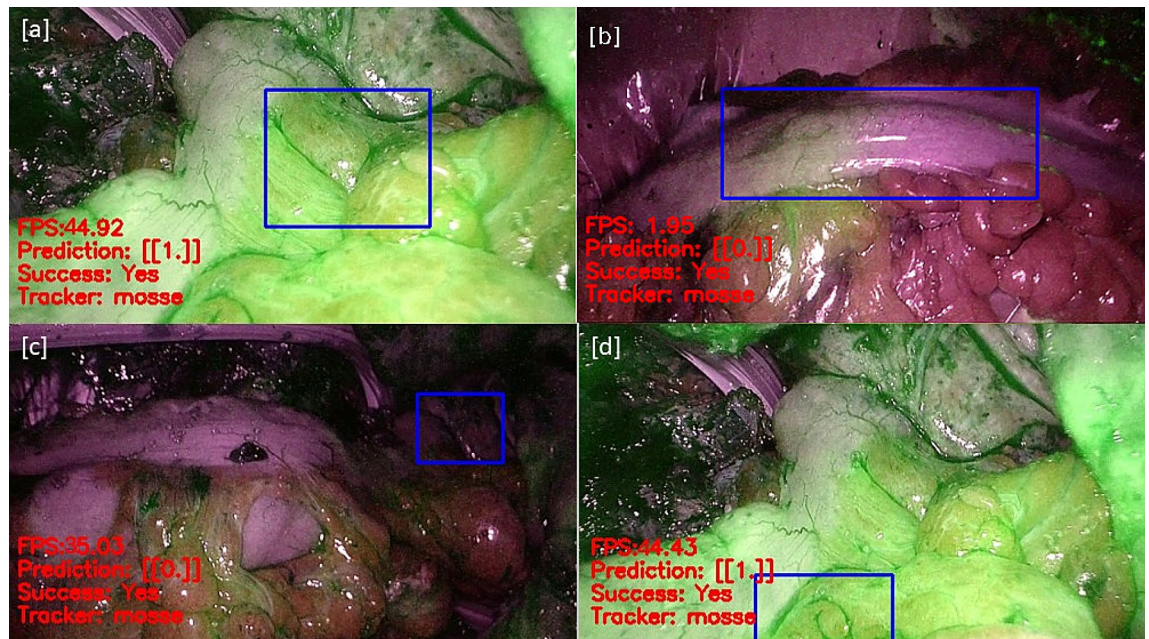 [a]
FPS:44.92
Prediction: [[1.]]
Success: Yes
Tracker: mosse
[b]
FPS: 1.95
Prediction: [[0.]]
Success: Yes
Tracker: mosse
[c]
FPS:35.03
Prediction: [[0.]]
Success: Yes
Tracker: mosse
[d]
FPS:44.43
Prediction: [[1.]]
Success: Yes
Tracker: mosse